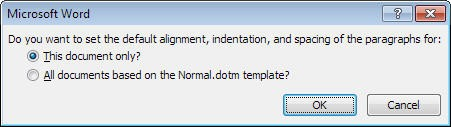 Microsoft Word
Do you want to set the default alignment, indentation, and spacing of the paragraphs for:
This document only?
All documents based on the Normal.dotm template?
OK Cancel